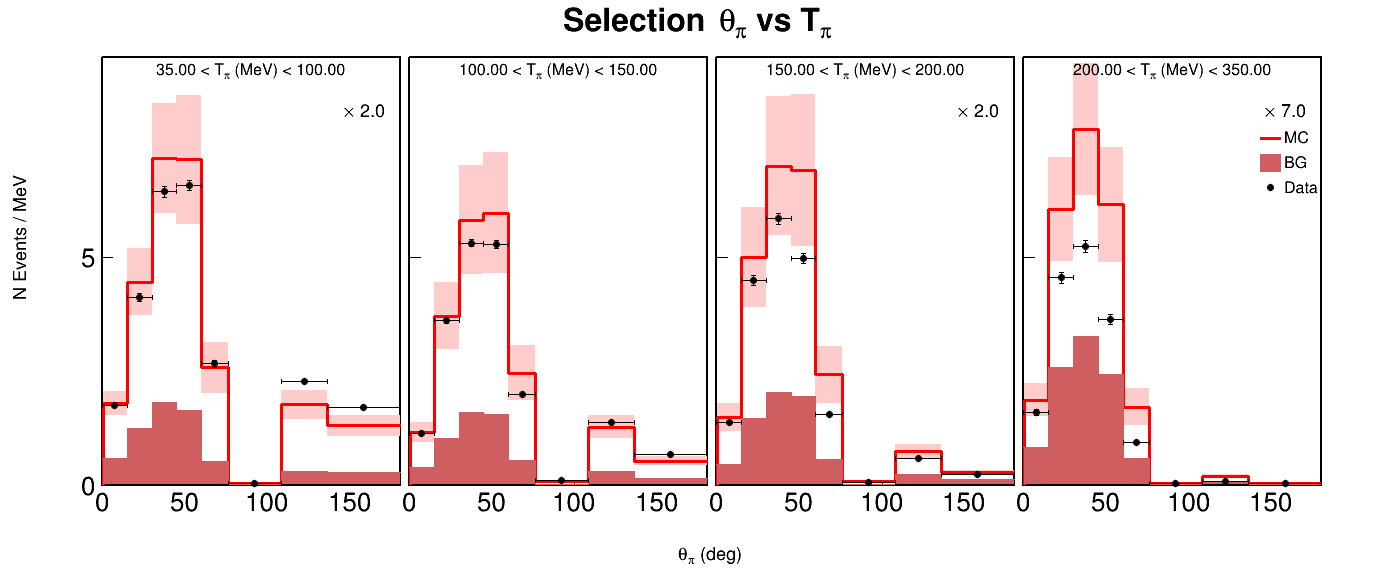 Selection θπ vs Tπ
35.00 < Tπ (MeV) < 100.00
100.00 < Tπ (MeV) < 150.00
150.00 < Tπ (MeV) < 200.00
200.00 < Tπ (MeV) < 350.00
× 2.0
× 2.0
× 7.0
MC
BG
Data
N Events / MeV
5
0
0 50 100 150
0 50 100 150
0 50 100 150
0 50 100 150
θπ (deg)